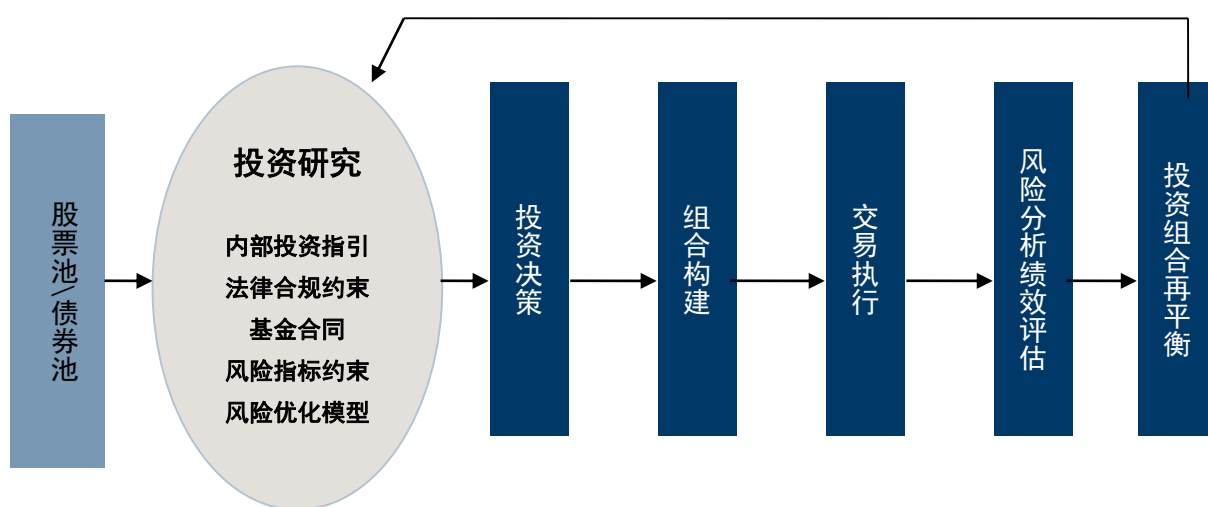 股票池\债券池
投资研究
内部投资指引
法律合规约束
基金合同
风险指标约束
风险优化模型
投资决策
组合构建
交易执行
风险分析绩效评估
投资组合再平衡